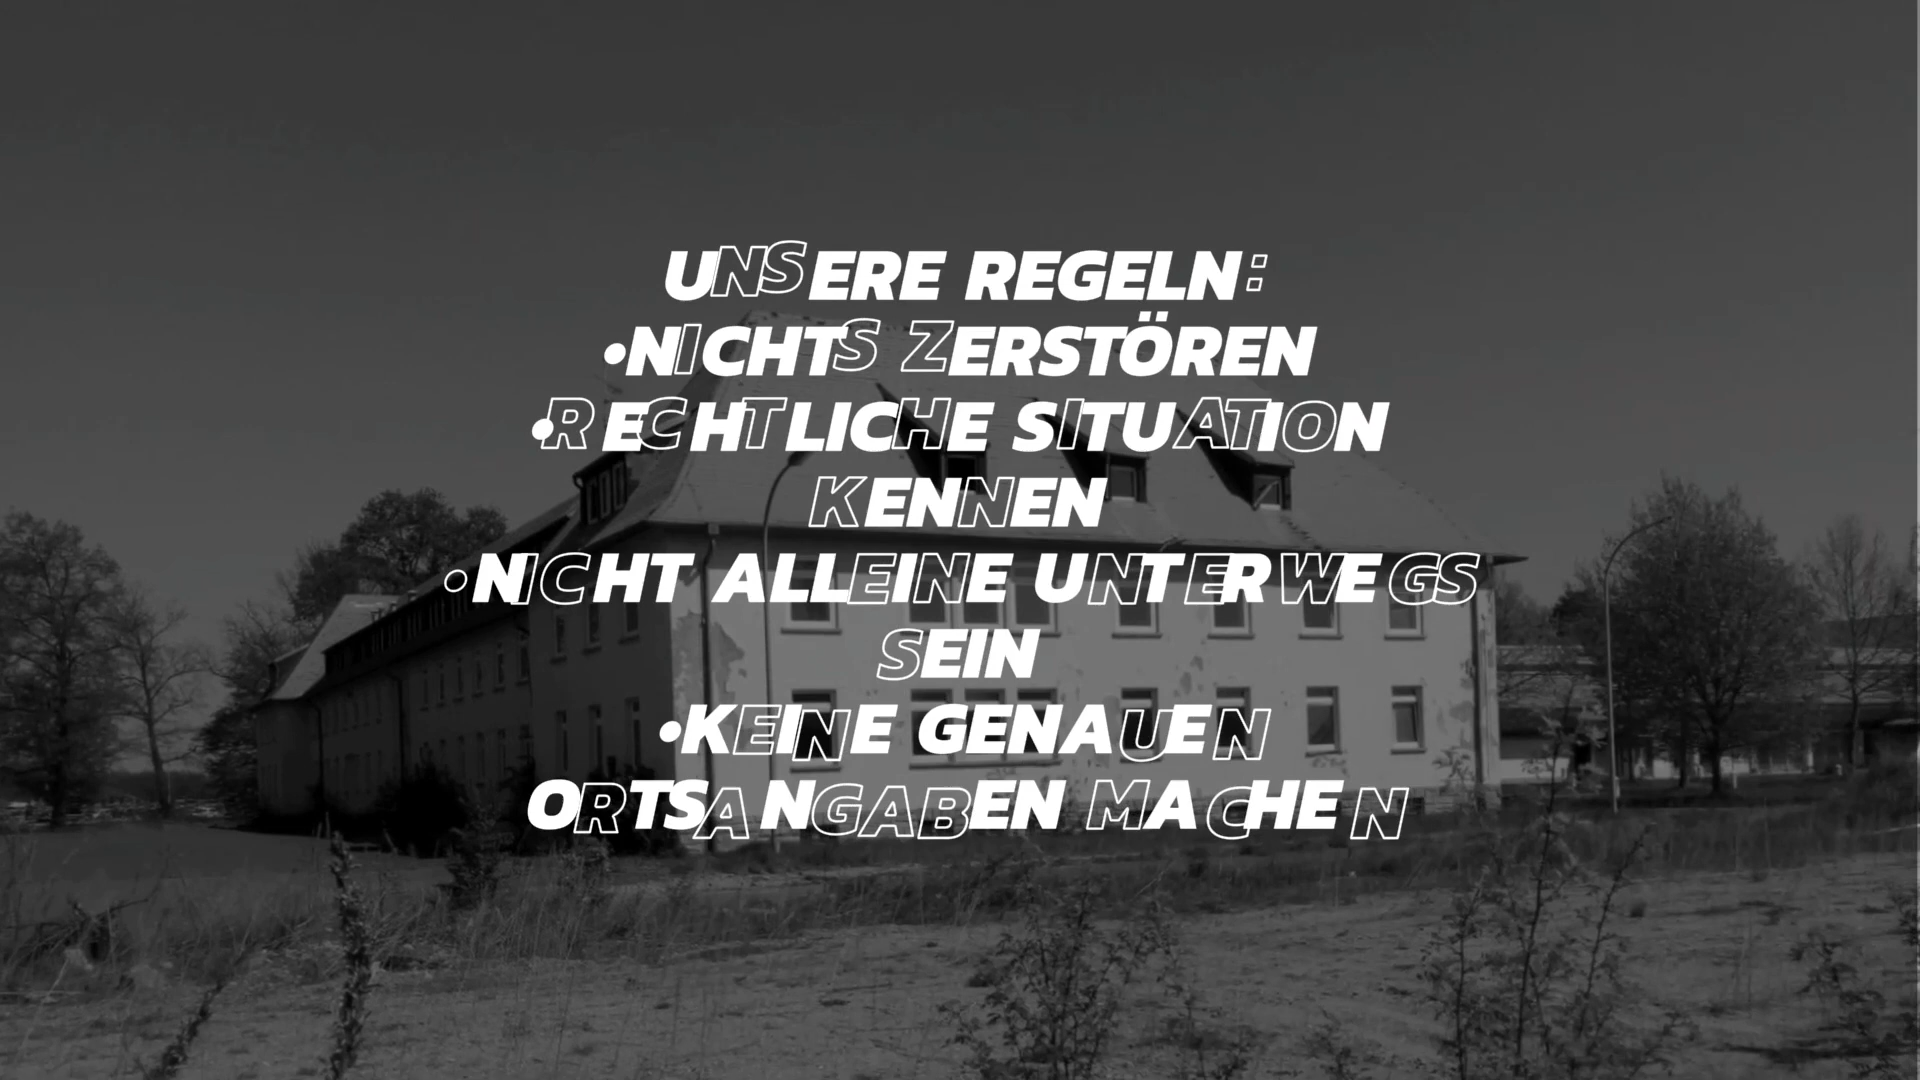 UNSERE REGELN:
•NICHTS ZERSTÖREN
•RECHTLICHE SITUATION
KENNEN
•NICHT ALLEINE UNTERWEGS
SEIN
•KEINE GENAUEN
ORTSANGABEN MACHEN